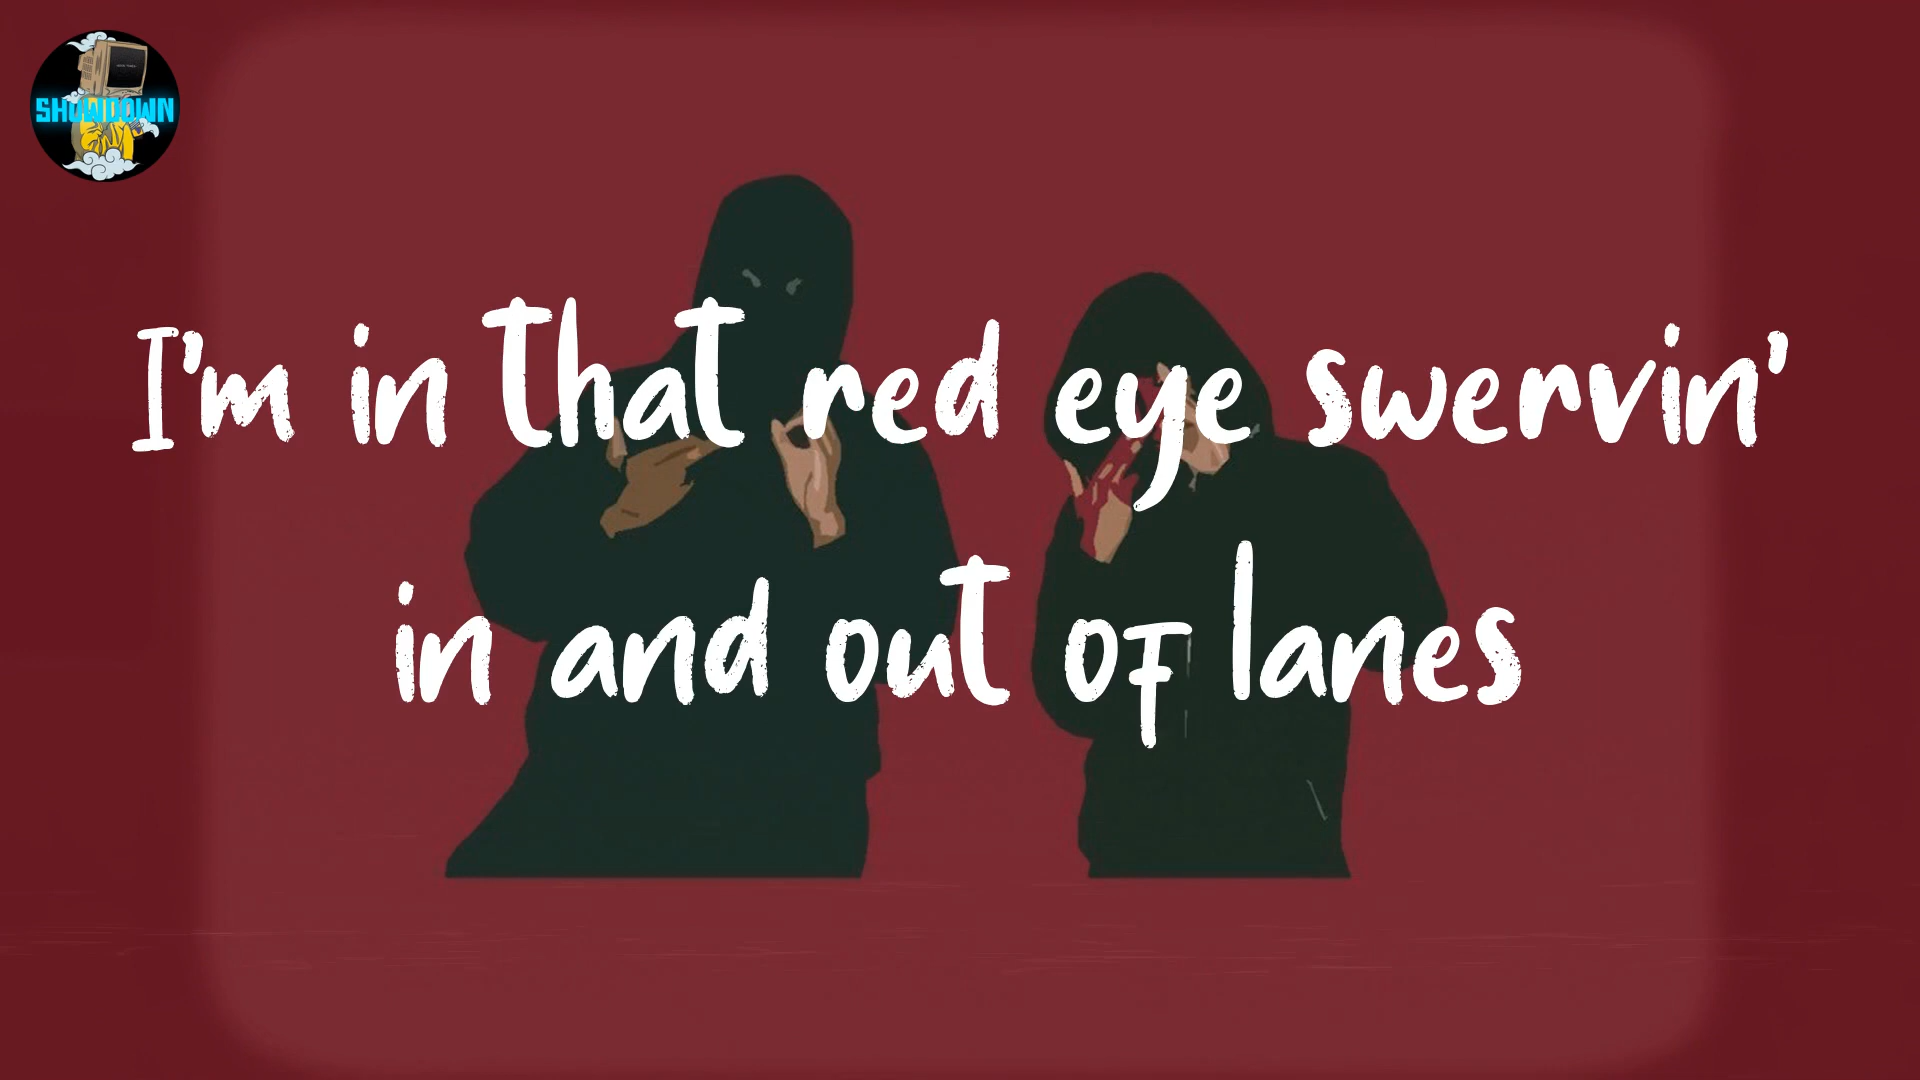 SHOWDOWN
I'm in that red eye swervin'
in and out of lanes